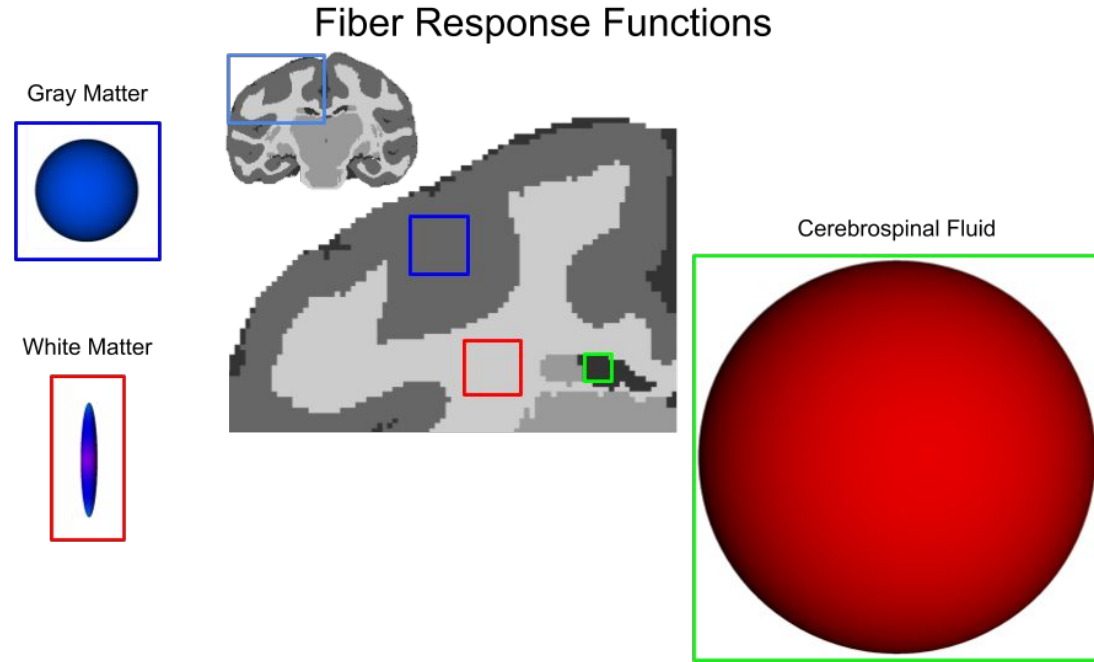 Fiber Response Functions
Gray Matter
White Matter
Cerebrospinal Fluid